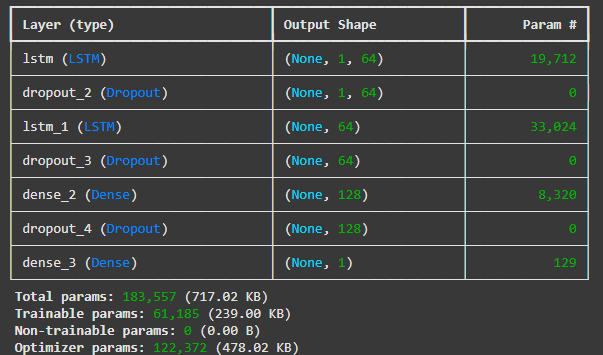 Layer (type) Output Shape Param #
lstm (LSTM) (None, 1, 64) 19,712
dropout_2 (Dropout) (None, 1, 64) 0
lstm_1 (LSTM) (None, 64) 33,024
dropout_3 (Dropout) (None, 64) 0
dense_2 (Dense) (None, 128) 8,320
dropout_4 (Dropout) (None, 128) 0
dense_3 (Dense) (None, 1) 129
Total params: 183,557 (717.02 KB)
Trainable params: 61,185 (239.00 KB)
Non-trainable params: 0 (0.00 B)
Optimizer params: 122,372 (478.02 KB)